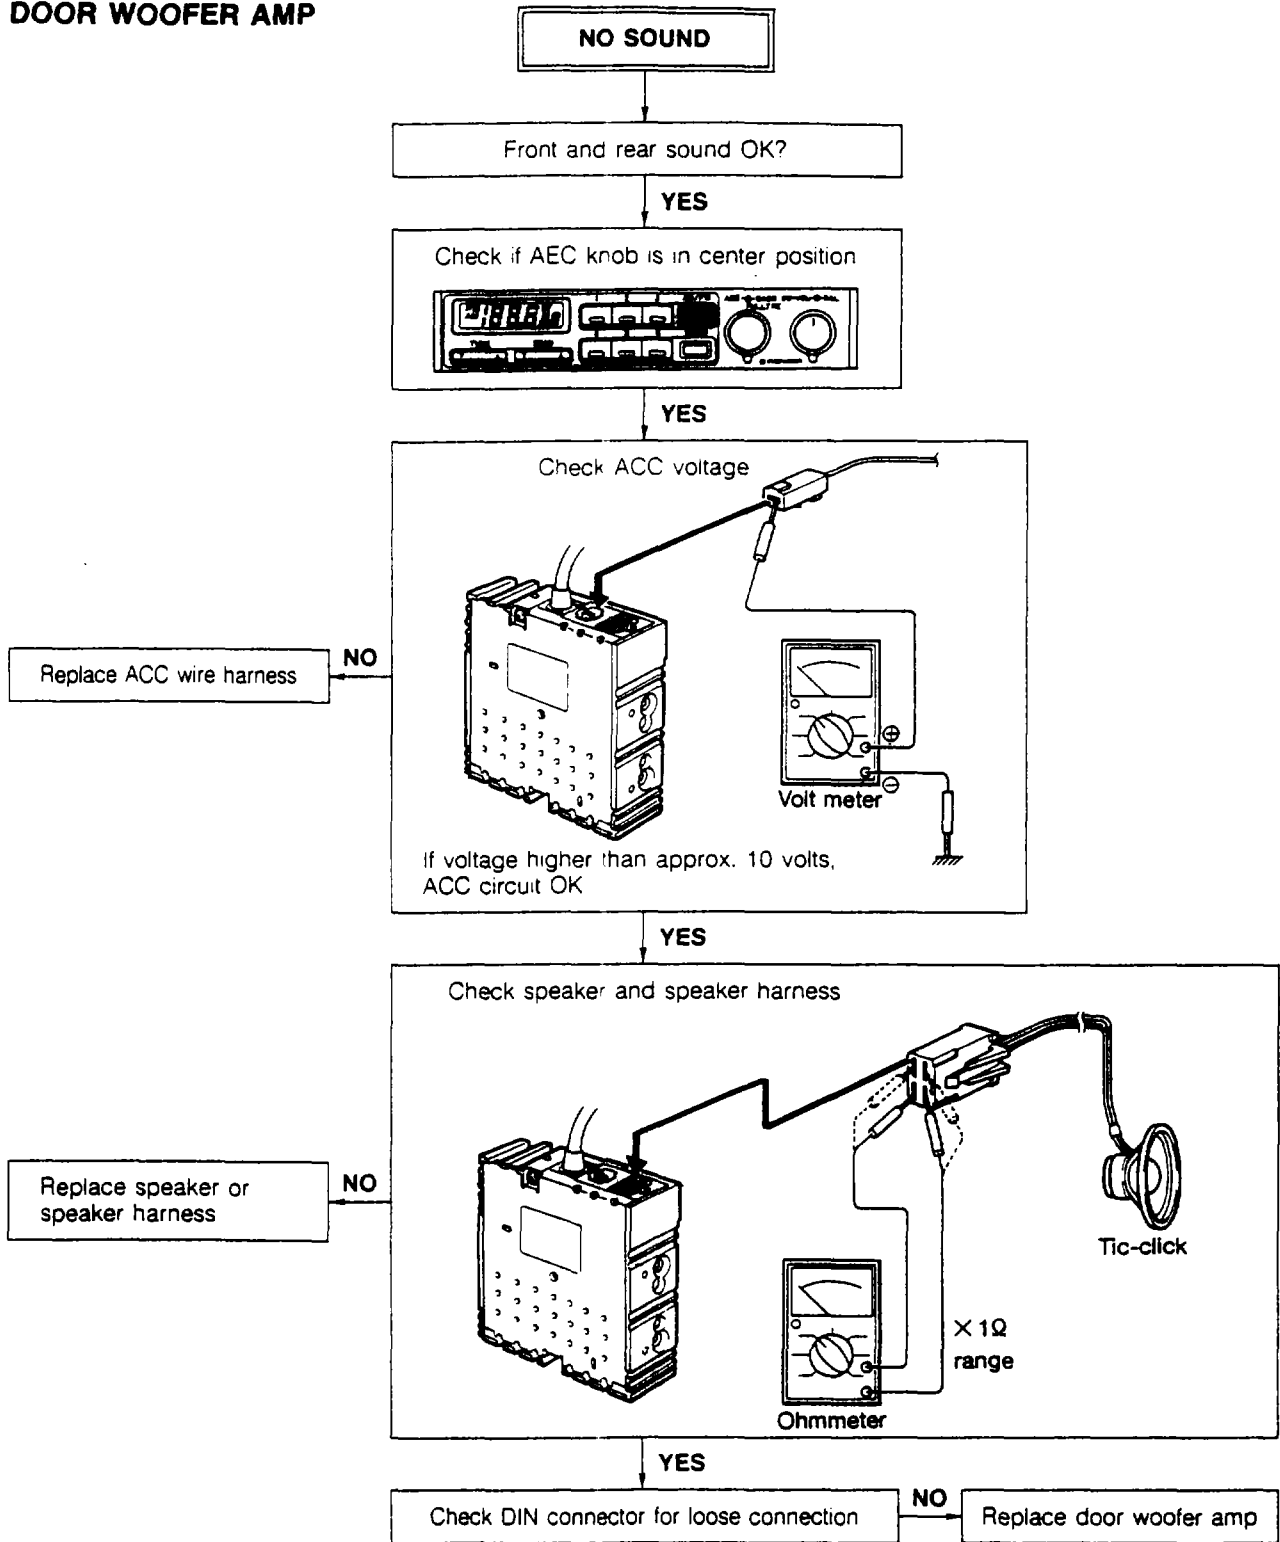 DOOR WOOFER AMP
NO SOUND
Front and rear sound OK?
YES
Check if AEC knob is in center position
YES
Check ACC voltage
NO
Replace ACC wire harness
⊕
⊖
Volt meter
If voltage higher than approx. 10 volts,
ACC circuit OK
YES
Check speaker and speaker harness
NO
Replace speaker or
speaker harness
Tic-click
×1Ω
range
Ohmmeter
YES
Check DIN connector for loose connection
NO
Replace door woofer amp